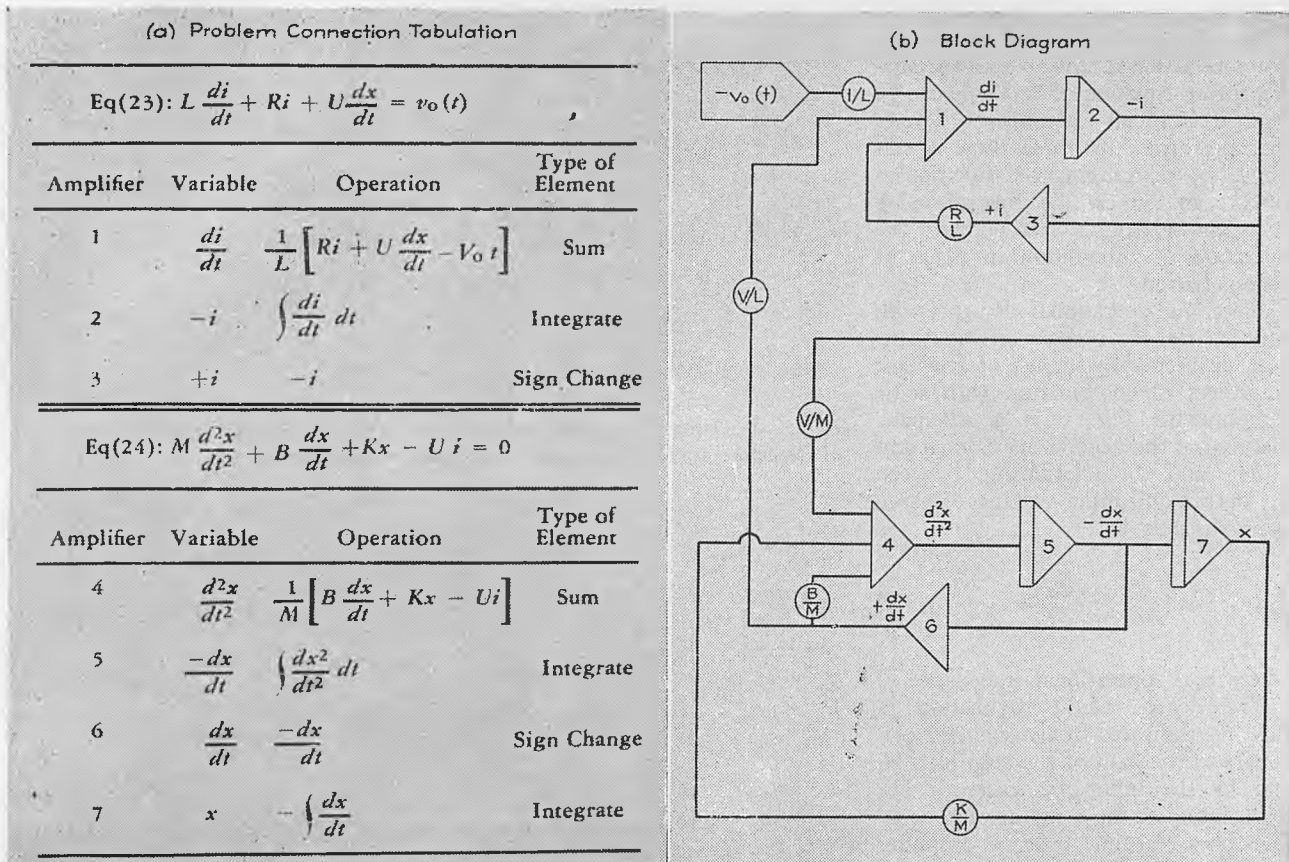 (a) Problem Connection Tabulation
Eq(23): L di/dt + Ri + U dx/dt = v₀(t)
Amplifier Variable Operation Type of Element
1 di/dt 1/L [Ri + U dx/dt − V₀ t] Sum
2 −i ∫ di/dt dt Integrate
3 +i −i Sign Change
Eq(24): M d²x/dt² + B dx/dt + Kx − U i = 0
Amplifier Variable Operation Type of Element
4 d²x/dt² 1/M [B dx/dt + Kx − Ui] Sum
5 −dx/dt ∫ dx²/dt² dt Integrate
6 dx/dt −dx/dt Sign Change
7 x − ∫ dx/dt Integrate
(b) Block Diagram
−v₀(t) 1/L 1 di/dt 2 −i
R/L +i 3
V/L
V/M
4 d²x/dt² 5 −dx/dt 7 x
B/M +dx/dt 6
K/M